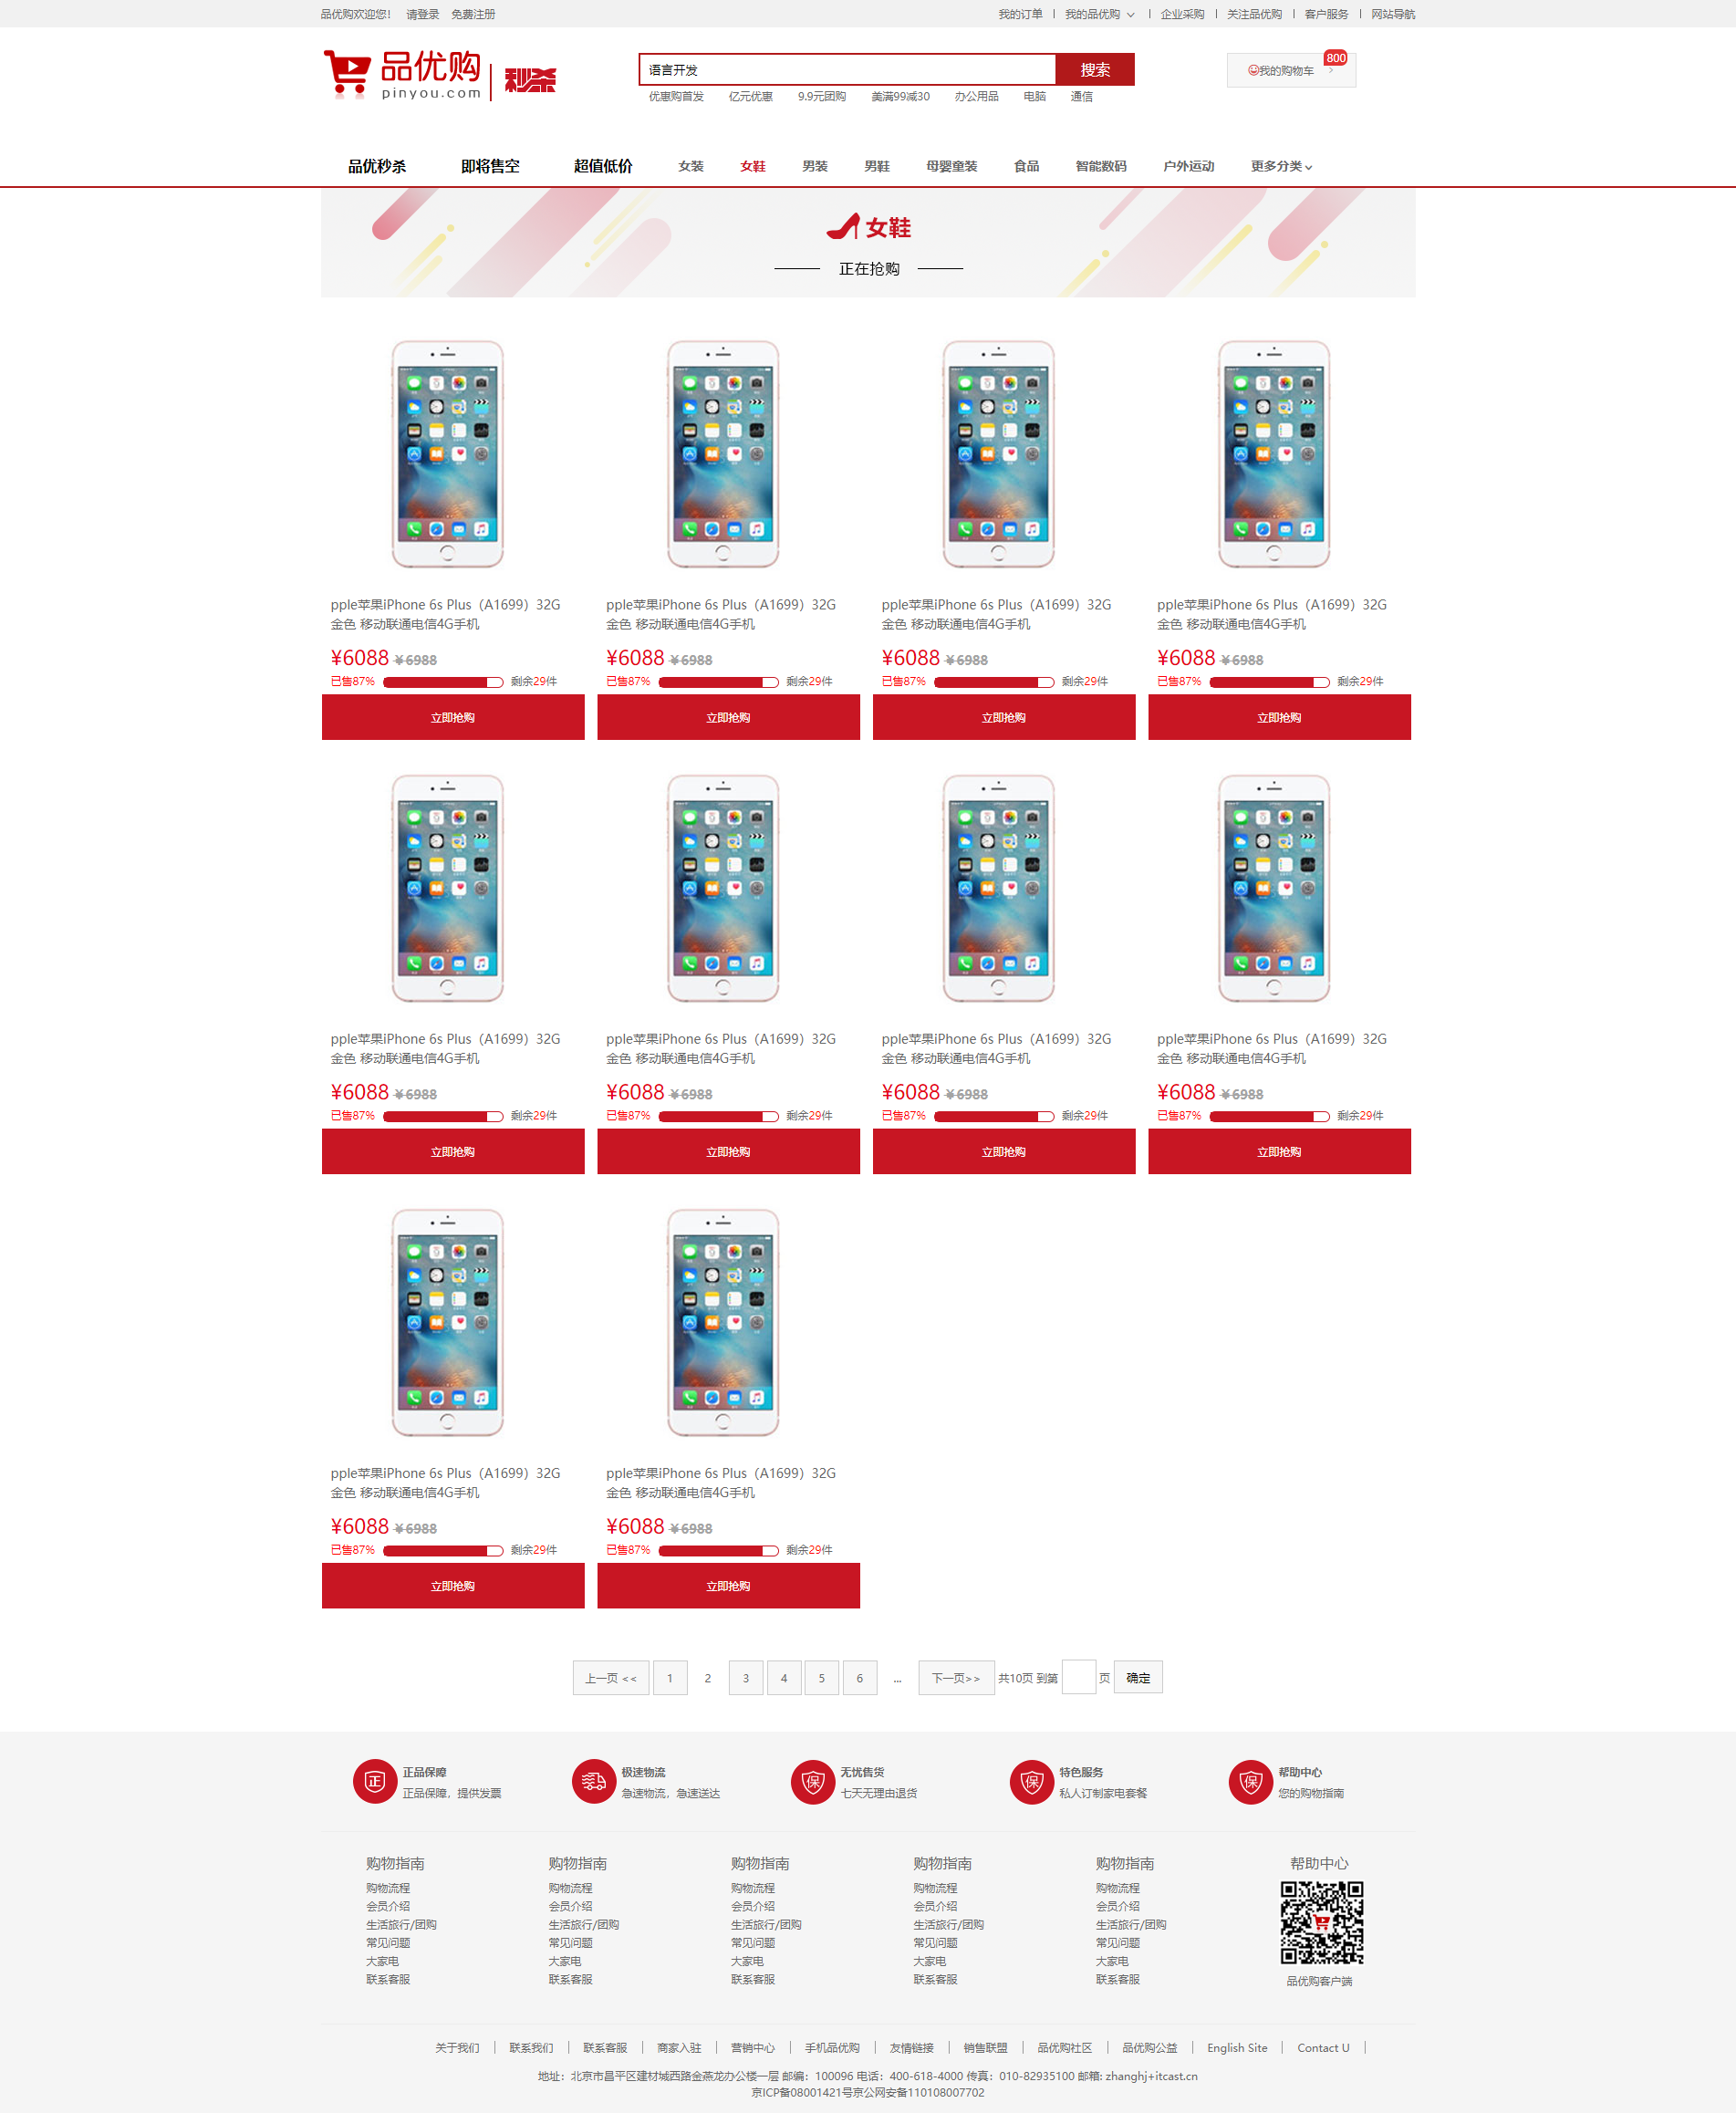 品优购欢迎您! 请登录 免费注册 我的订单 我的品优购 企业采购 关注品优购 客户服务 网站导航
品优购 pinyou.com 秒杀
语言开发 搜索 我的购物车 800
优惠购首发 亿元优惠 9.9元团购 美满99减30 办公用品 电脑 通信
品优秒杀 即将售空 超值低价 女装 女鞋 男装 男鞋 母婴童装 食品 智能数码 户外运动 更多分类
女鞋
正在抢购
pple苹果iPhone 6s Plus（A1699）32G pple苹果iPhone 6s Plus（A1699）32G pple苹果iPhone 6s Plus（A1699）32G pple苹果iPhone 6s Plus（A1699）32G
金色 移动联通电信4G手机 金色 移动联通电信4G手机 金色 移动联通电信4G手机 金色 移动联通电信4G手机
¥6088 ¥6988 ¥6088 ¥6988 ¥6088 ¥6988 ¥6088 ¥6988
已售87% 剩余29件 已售87% 剩余29件 已售87% 剩余29件 已售87% 剩余29件
立即抢购 立即抢购 立即抢购 立即抢购
pple苹果iPhone 6s Plus（A1699）32G pple苹果iPhone 6s Plus（A1699）32G pple苹果iPhone 6s Plus（A1699）32G pple苹果iPhone 6s Plus（A1699）32G
金色 移动联通电信4G手机 金色 移动联通电信4G手机 金色 移动联通电信4G手机 金色 移动联通电信4G手机
¥6088 ¥6988 ¥6088 ¥6988 ¥6088 ¥6988 ¥6088 ¥6988
已售87% 剩余29件 已售87% 剩余29件 已售87% 剩余29件 已售87% 剩余29件
立即抢购 立即抢购 立即抢购 立即抢购
pple苹果iPhone 6s Plus（A1699）32G pple苹果iPhone 6s Plus（A1699）32G
金色 移动联通电信4G手机 金色 移动联通电信4G手机
¥6088 ¥6988 ¥6088 ¥6988
已售87% 剩余29件 已售87% 剩余29件
立即抢购 立即抢购
上一页 << 1 2 3 4 5 6 ... 下一页>> 共10页 到第 页 确定
正 正品保障 极速物流 保 无忧售货 保 特色服务 保 帮助中心
正品保障，提供发票 急速物流，急速送达 七天无理由退货 私人订制家电套餐 您的购物指南
购物指南 购物指南 购物指南 购物指南 购物指南 帮助中心
购物流程 购物流程 购物流程 购物流程 购物流程
会员介绍 会员介绍 会员介绍 会员介绍 会员介绍
生活旅行/团购 生活旅行/团购 生活旅行/团购 生活旅行/团购 生活旅行/团购
常见问题 常见问题 常见问题 常见问题 常见问题
大家电 大家电 大家电 大家电 大家电
联系客服 联系客服 联系客服 联系客服 联系客服 品优购客户端
关于我们 联系我们 联系客服 商家入驻 营销中心 手机品优购 友情链接 销售联盟 品优购社区 品优购公益 English Site Contact U
地址：北京市昌平区建材城西路金燕龙办公楼一层 邮编：100096 电话：400-618-4000 传真：010-82935100 邮箱: zhanghj+itcast.cn
京ICP备08001421号京公网安备110108007702